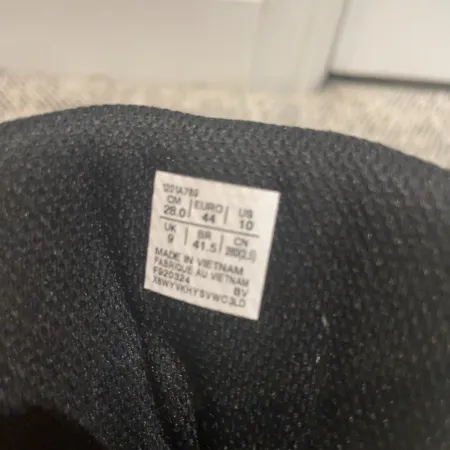 1201A789
CM EURO US
28.0 44 10
UK BR CN
9 41.5 280(2.5)
MADE IN VIETNAM
FABRIQUE AU VIETNAM
F920324 BV
X8WYVKHYSVWC3LD